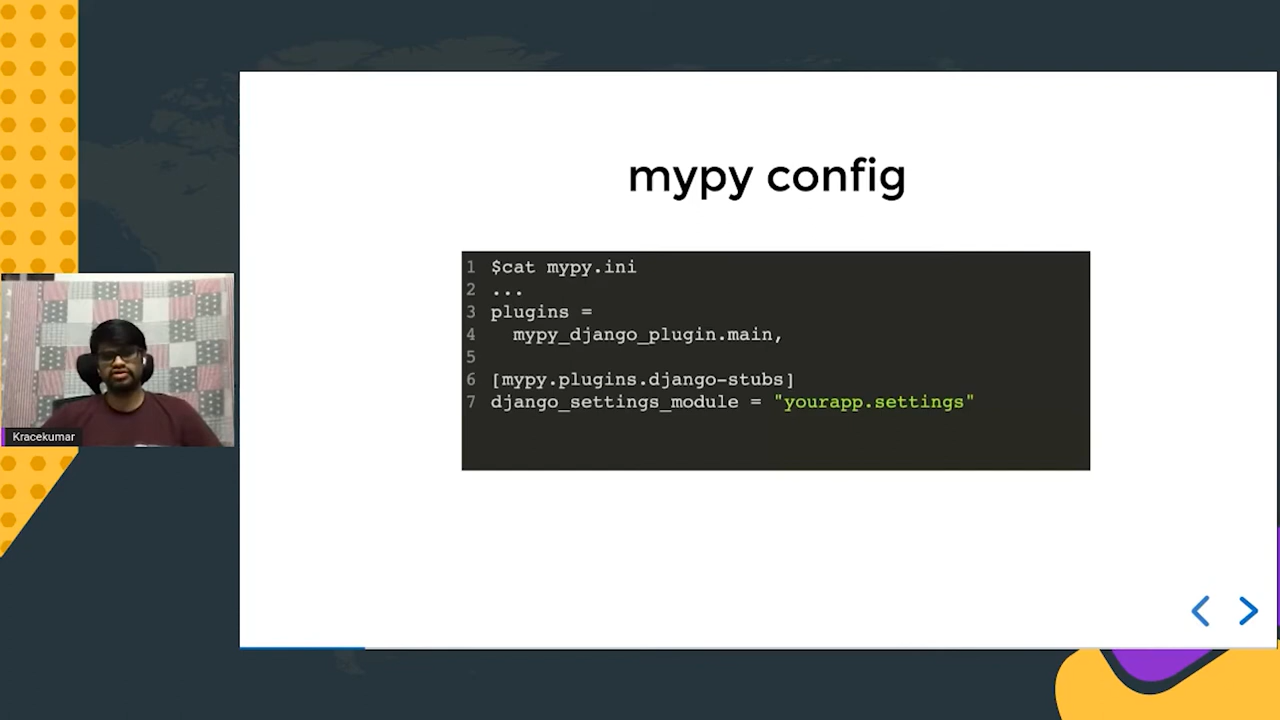 mypy config
1 $cat mypy.ini
2 ...
3 plugins =
4 mypy_django_plugin.main,
5
6 [mypy.plugins.django-stubs]
7 django_settings_module = "yourapp.settings"
Kracekumar